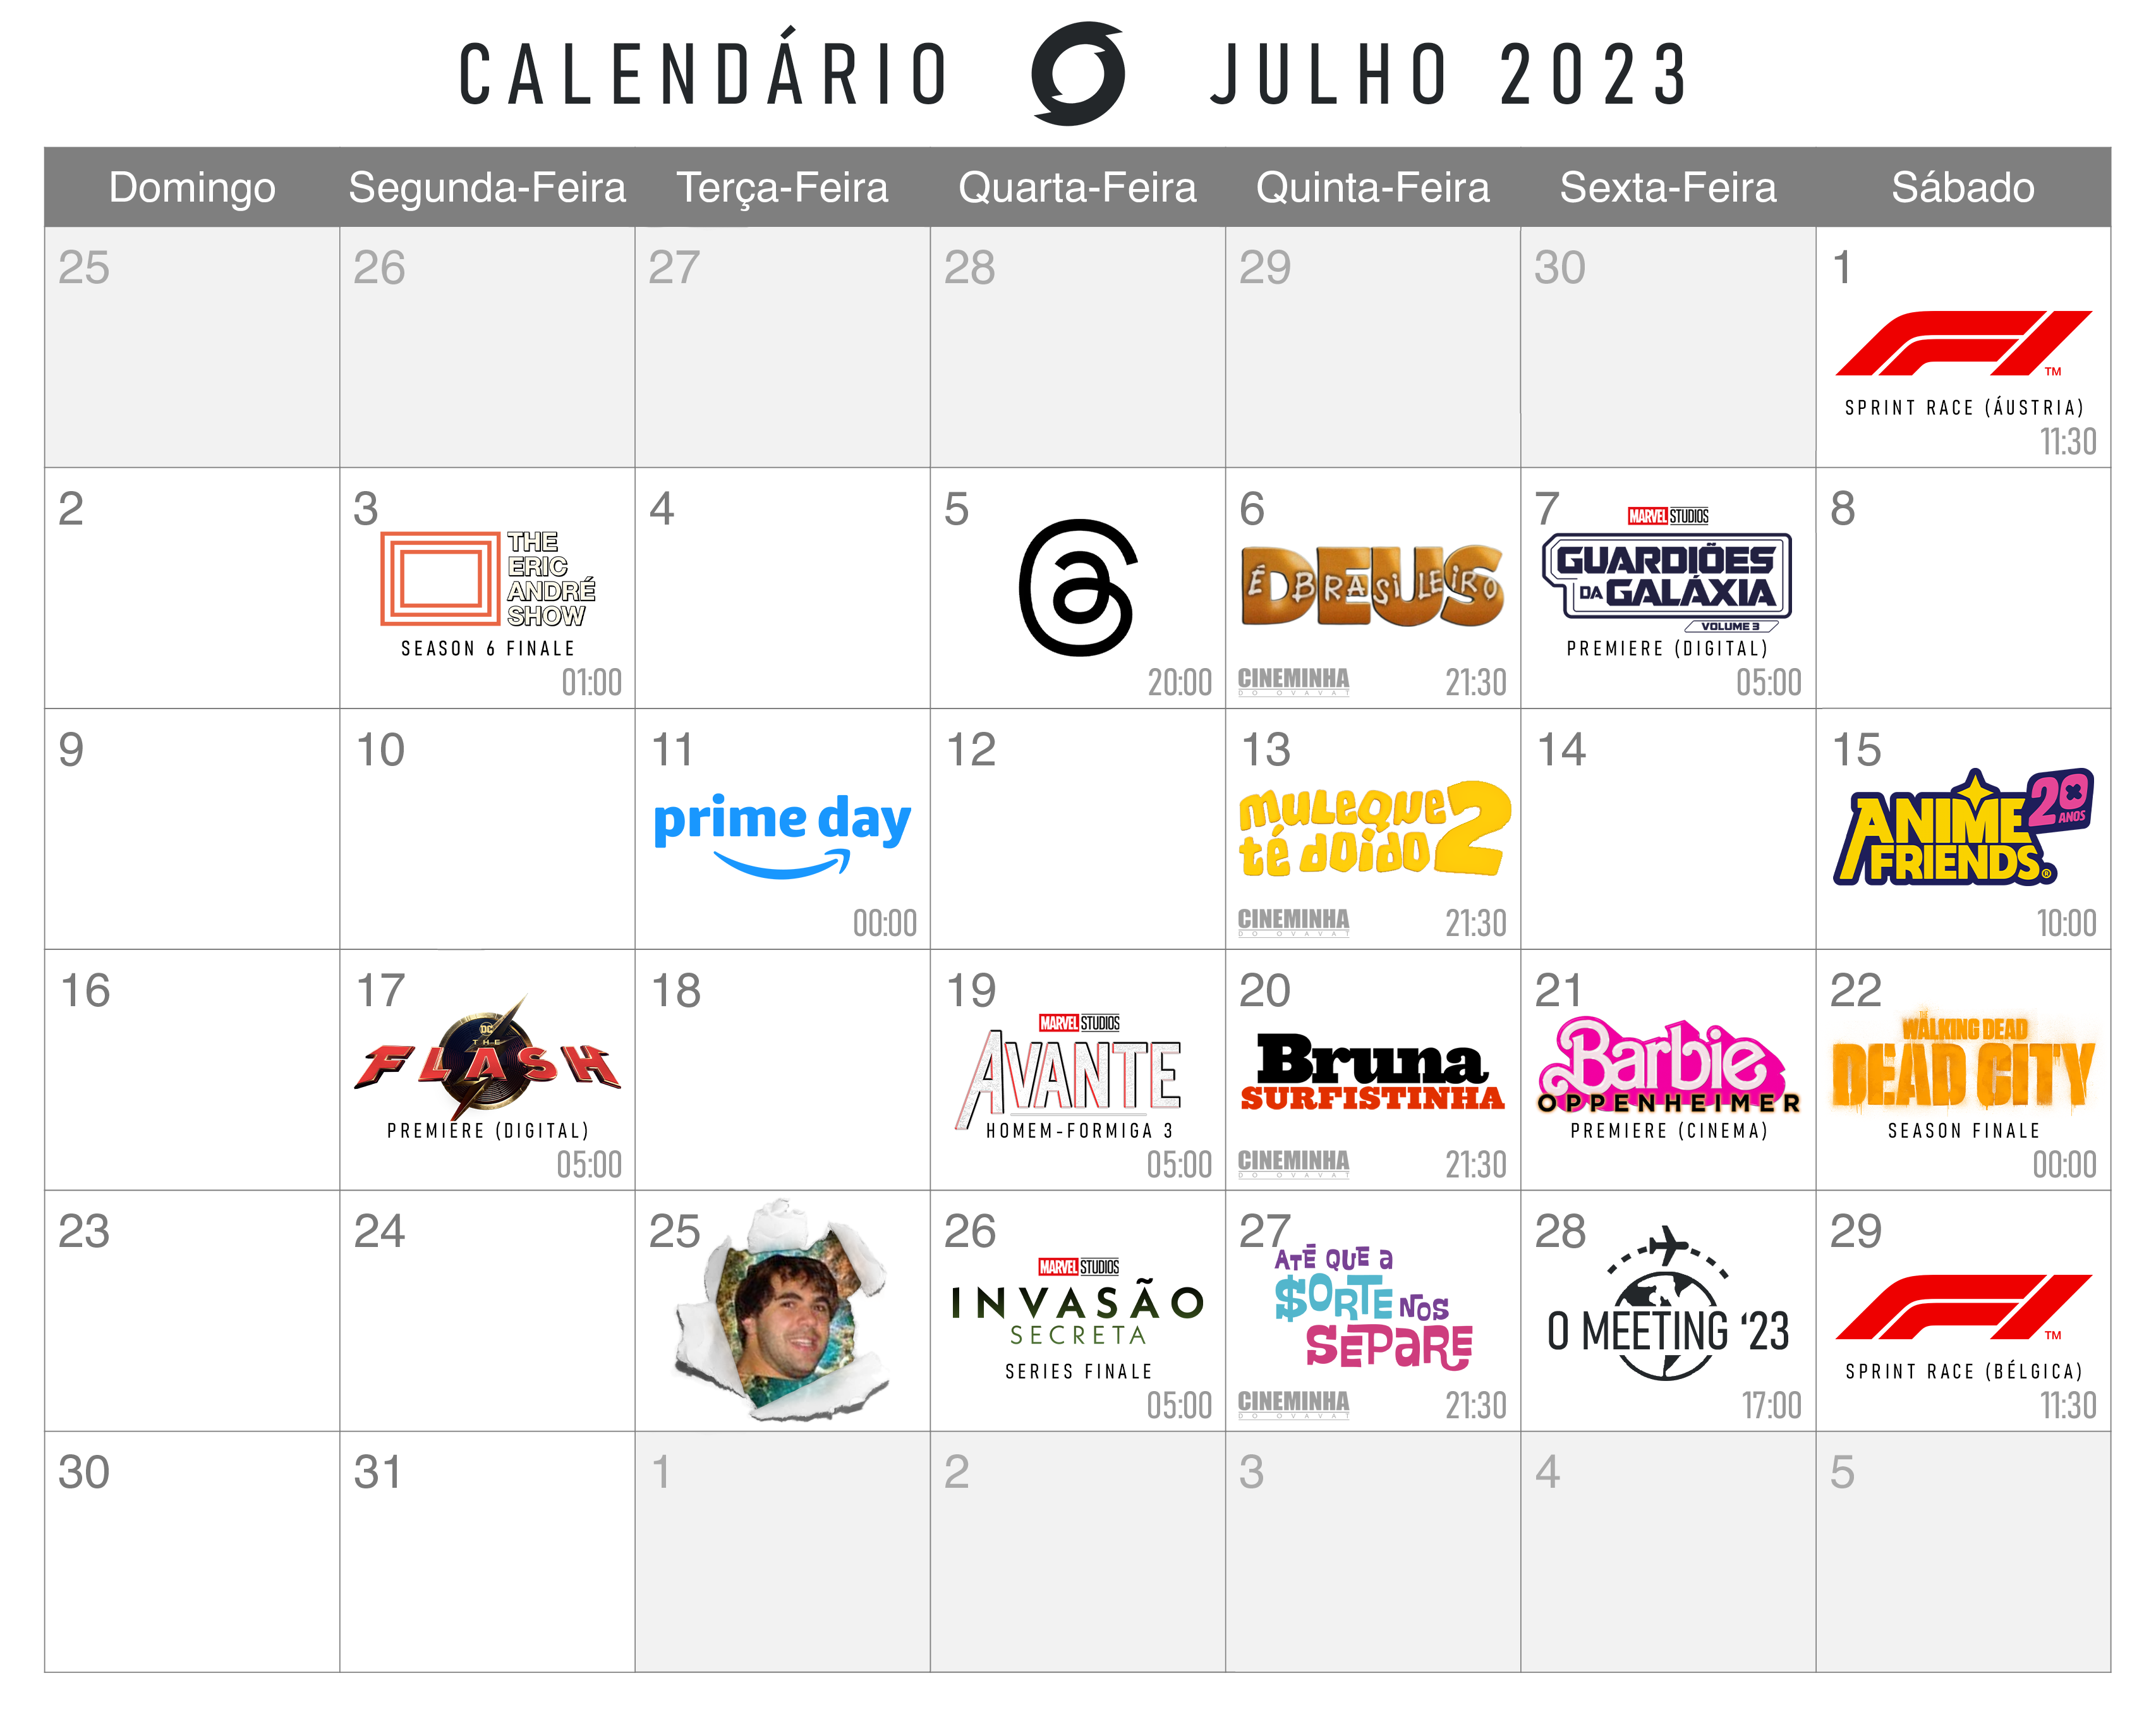 CALENDÁRIO JULHO 2023
Domingo Segunda-Feira Terça-Feira Quarta-Feira Quinta-Feira Sexta-Feira Sábado
25 26 27 28 29 30 1
TM
SPRINT RACE (ÁUSTRIA)
11:30
2
3
THE
ERIC
ANDRÉ
SHOW
SEASON 6 FINALE
01:00
4
5
20:00
6
DEUS
É BRASILEIRO
CINEMINHA
DO OVAVAT
21:30
7
MARVEL STUDIOS
GUARDIÕES
DA GALÁXIA
VOLUME 3
PREMIERE (DIGITAL)
05:00
8
9
10
11
prime day
00:00
12
13
muleque
té doido 2
CINEMINHA
DO OVAVAT
21:30
14
15
ANIME
FRIENDS®
20
ANOS
10:00
16
17
DC
THE
FLASH
PREMIERE (DIGITAL)
05:00
18
19
MARVEL STUDIOS
AVANTE
HOMEM-FORMIGA 3
05:00
20
Bruna
SURFISTINHA
CINEMINHA
DO OVAVAT
21:30
21
Barbie
OPPENHEIMER
PREMIERE (CINEMA)
22
THE
WALKING DEAD
DEAD CITY
SEASON FINALE
00:00
23
24
25
26
MARVEL STUDIOS
INVASÃO
SECRETA
SERIES FINALE
05:00
27
ATÉ QUE a
$ORTE NOS
SEPARE
CINEMINHA
DO OVAVAT
21:30
28
O MEETING ‘23
17:00
29
TM
SPRINT RACE (BÉLGICA)
11:30
30 31 1 2 3 4 5